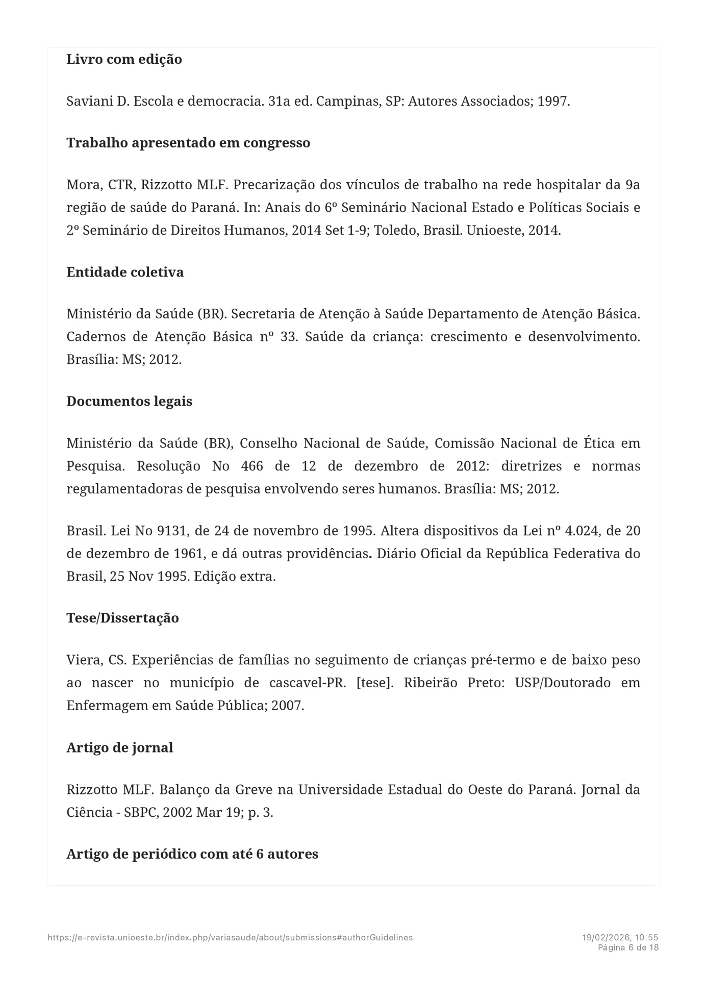 Livro com edição
Saviani D. Escola e democracia. 31a ed. Campinas, SP: Autores Associados; 1997.
Trabalho apresentado em congresso
Mora, CTR, Rizzotto MLF. Precarização dos vínculos de trabalho na rede hospitalar da 9a
região de saúde do Paraná. In: Anais do 6º Seminário Nacional Estado e Políticas Sociais e
2º Seminário de Direitos Humanos, 2014 Set 1-9; Toledo, Brasil. Unioeste, 2014.
Entidade coletiva
Ministério da Saúde (BR). Secretaria de Atenção à Saúde Departamento de Atenção Básica.
Cadernos de Atenção Básica nº 33. Saúde da criança: crescimento e desenvolvimento.
Brasília: MS; 2012.
Documentos legais
Ministério da Saúde (BR), Conselho Nacional de Saúde, Comissão Nacional de Ética em
Pesquisa. Resolução No 466 de 12 de dezembro de 2012: diretrizes e normas
regulamentadoras de pesquisa envolvendo seres humanos. Brasília: MS; 2012.
Brasil. Lei No 9131, de 24 de novembro de 1995. Altera dispositivos da Lei nº 4.024, de 20
de dezembro de 1961, e dá outras providências. Diário Oficial da República Federativa do
Brasil, 25 Nov 1995. Edição extra.
Tese/Dissertação
Viera, CS. Experiências de famílias no seguimento de crianças pré-termo e de baixo peso
ao nascer no município de cascavel-PR. [tese]. Ribeirão Preto: USP/Doutorado em
Enfermagem em Saúde Pública; 2007.
Artigo de jornal
Rizzotto MLF. Balanço da Greve na Universidade Estadual do Oeste do Paraná. Jornal da
Ciência - SBPC, 2002 Mar 19; p. 3.
Artigo de periódico com até 6 autores
https://e-revista.unioeste.br/index.php/variasaude/about/submissions#authorGuidelines
19/02/2026, 10:55
Página 6 de 18